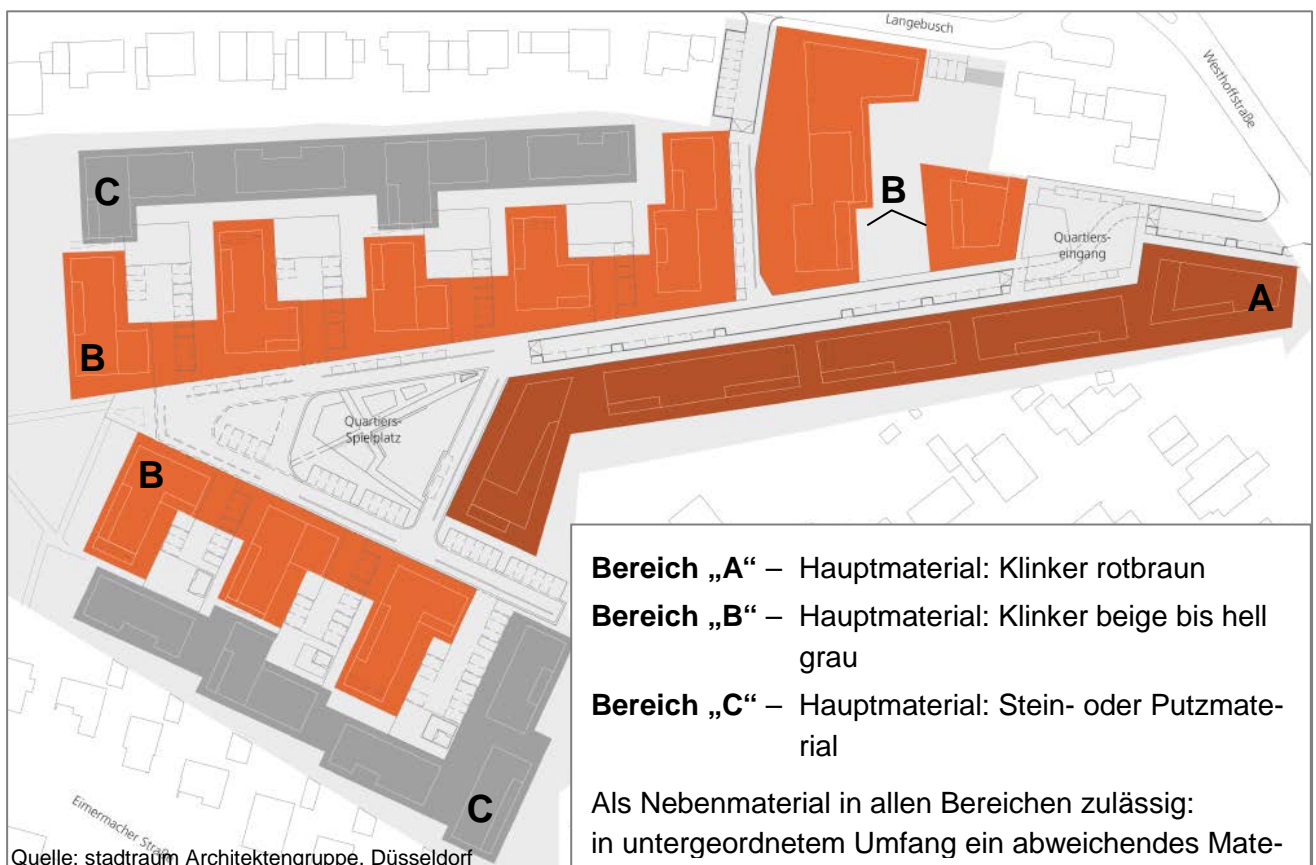 Langebusch
Westhoffstraße
C
B
Quartiers-
eingang
A
B
Quartiers-
Spielplatz
B
Bereich „A“ – Hauptmaterial: Klinker rotbraun
Bereich „B“ – Hauptmaterial: Klinker beige bis hell
grau
Bereich „C“ – Hauptmaterial: Stein- oder Putzmate-
rial
Als Nebenmaterial in allen Bereichen zulässig:
in untergeordnetem Umfang ein abweichendes Mate-
C
Eimermacher Straße
Quelle: stadtraum Architektengruppe, Düsseldorf